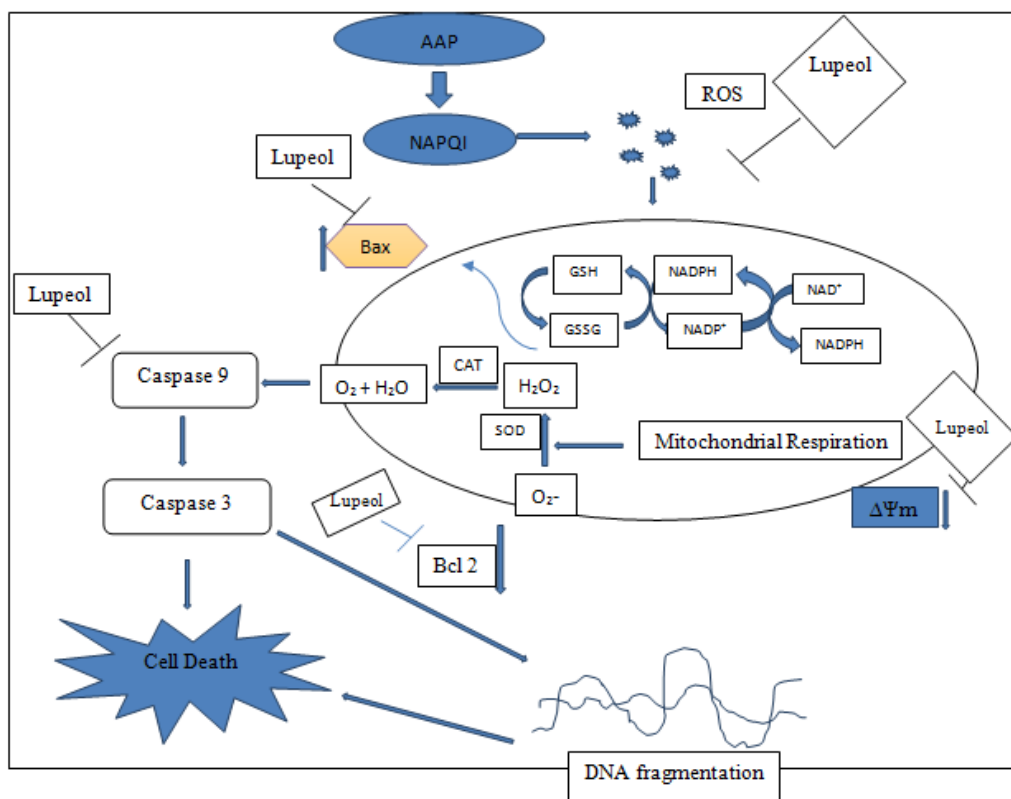 AAP
Lupeol
ROS
NAPQI
Lupeol
Bax
GSH
NADPH
NAD⁺
Lupeol
GSSG
NADP⁺
NADPH
Caspase 9
O₂ + H₂O
CAT
H₂O₂
SOD
Mitochondrial Respiration
Lupeol
Caspase 3
Lupeol
O₂-
ΔΨm
Bcl 2
Cell Death
DNA fragmentation